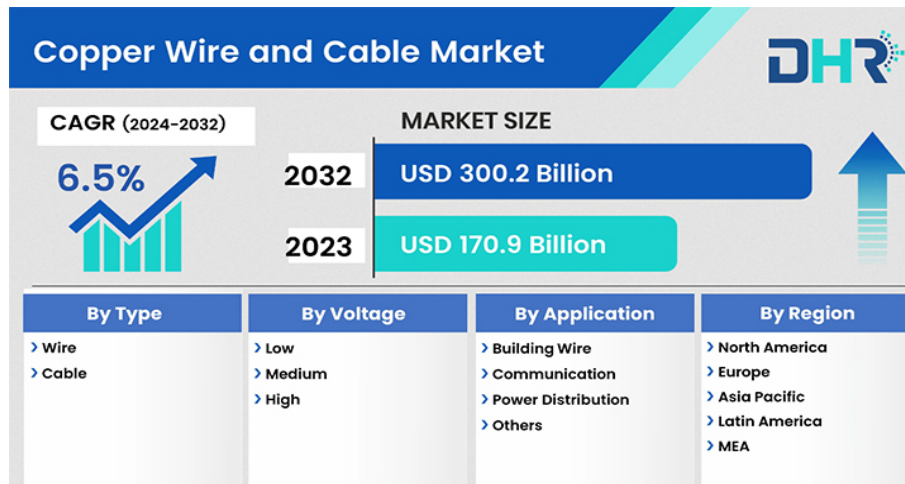 Copper Wire and Cable Market
DHR
CAGR (2024-2032)
6.5%
MARKET SIZE
2032
USD 300.2 Billion
2023
USD 170.9 Billion
By Type
› Wire
› Cable
By Voltage
› Low
› Medium
› High
By Application
› Building Wire
› Communication
› Power Distribution
› Others
By Region
› North America
› Europe
› Asia Pacific
› Latin America
› MEA